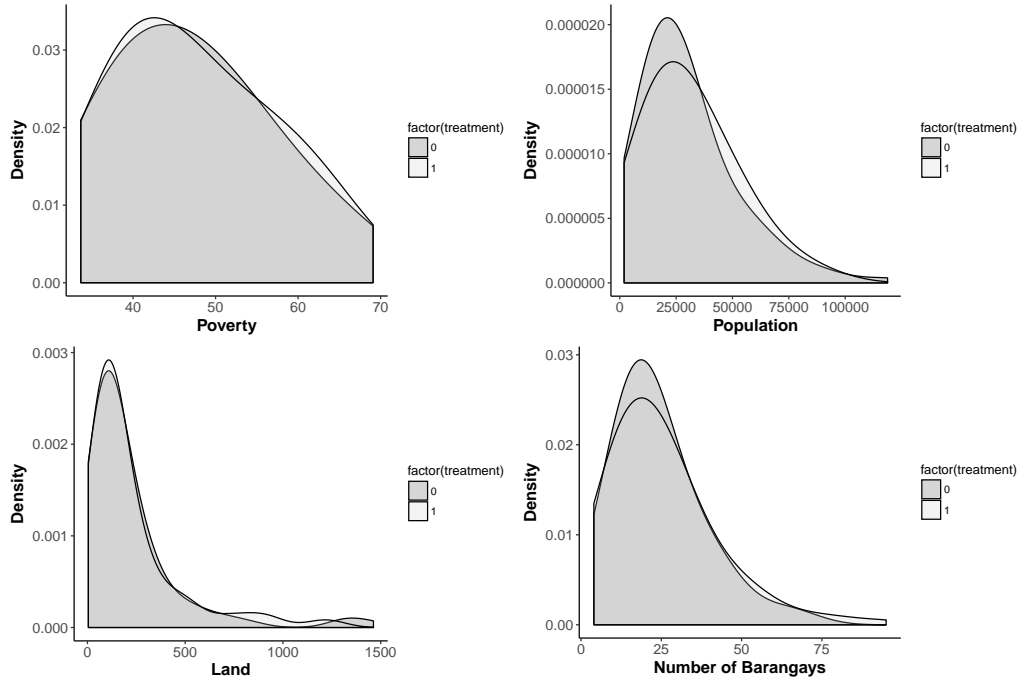 Density
0.03
0.02
0.01
0.00
40 50 60 70
Poverty
factor(treatment)
0
1
Density
0.000020
0.000015
0.000010
0.000005
0.000000
0 25000 50000 75000 100000
Population
factor(treatment)
0
1
Density
0.003
0.002
0.001
0.000
0 500 1000 1500
Land
factor(treatment)
0
1
Density
0.03
0.02
0.01
0.00
0 25 50 75
Number of Barangays
factor(treatment)
0
1